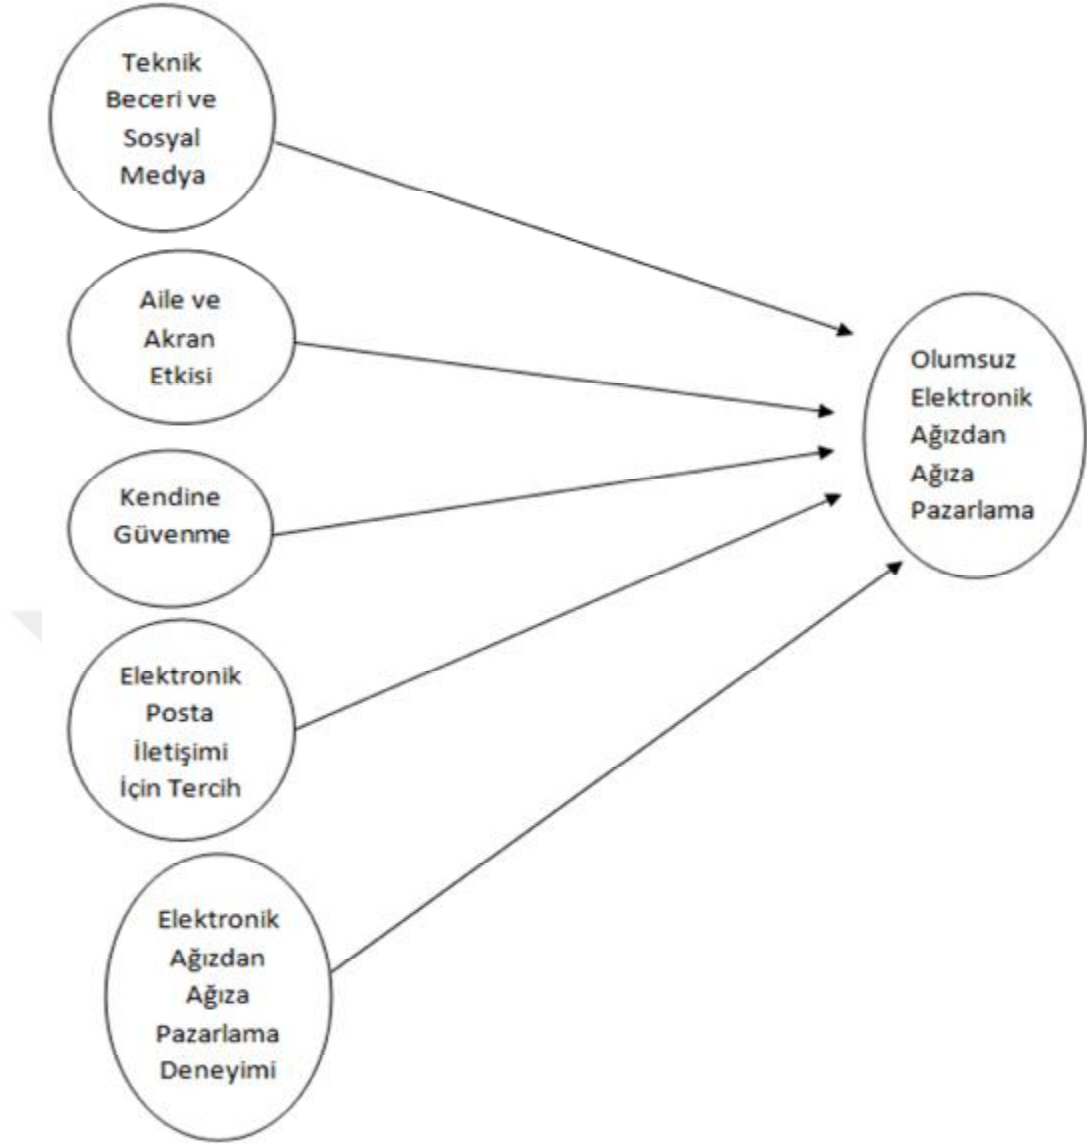 Teknik
Beceri ve
Sosyal
Medya
Aile ve
Akran
Etkisi
Kendine
Güvenme
Elektronik
Posta
İletişimi
İçin Tercih
Elektronik
Ağızdan
Ağıza
Pazarlama
Deneyimi
Olumsuz
Elektronik
Ağızdan
Ağıza
Pazarlama